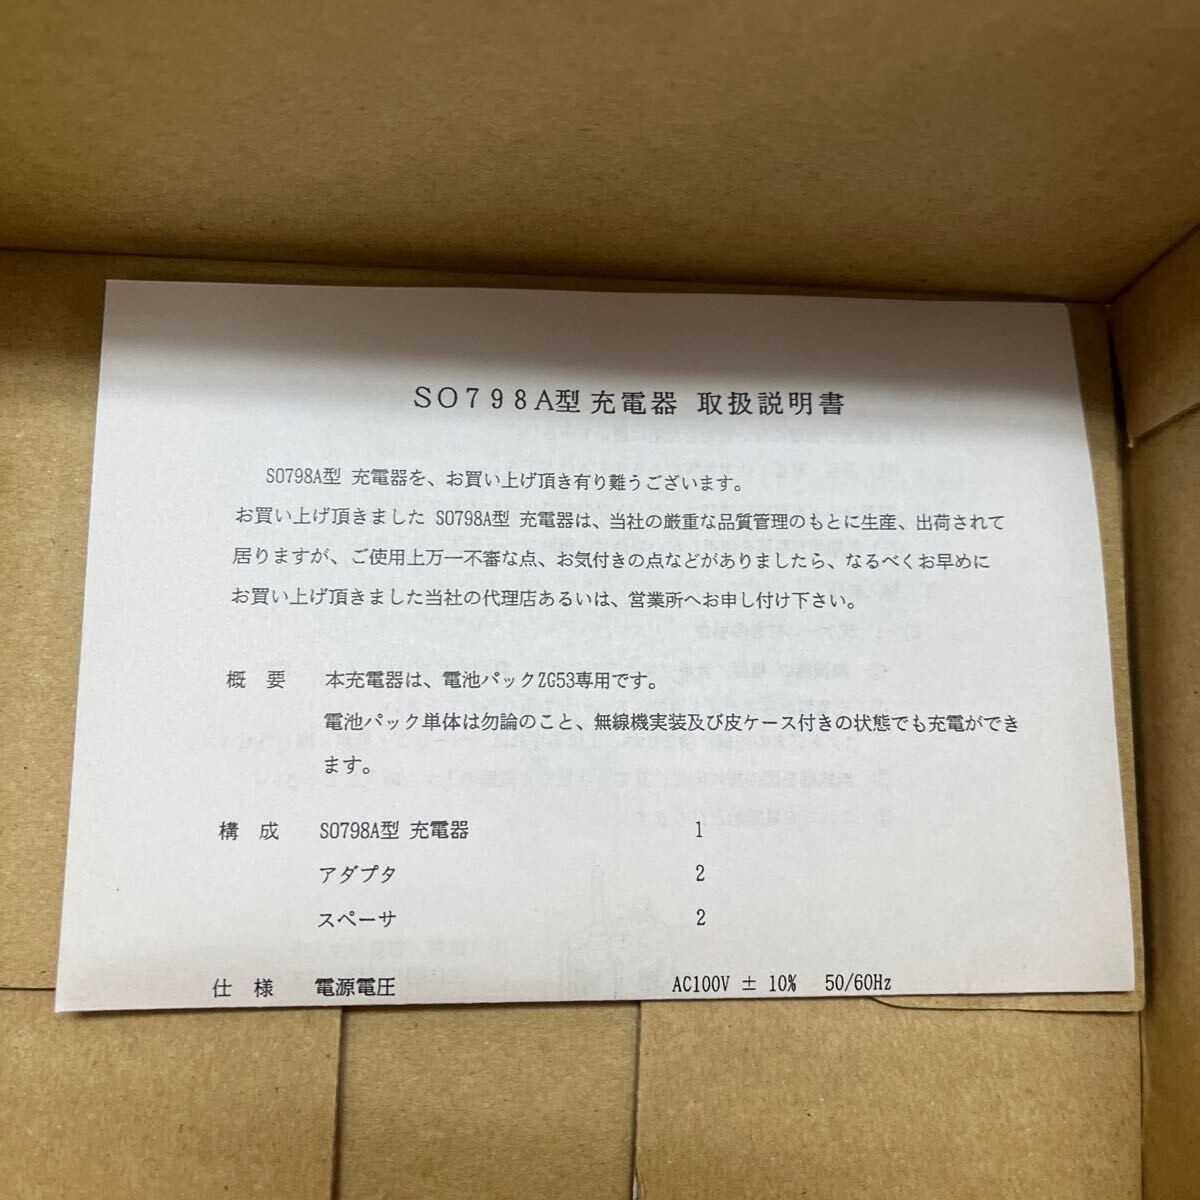 SO798A型 充電器 取扱説明書
SO798A型 充電器を、お買い上げ頂き有り難うございます。
お買い上げ頂きました SO798A型 充電器は、当社の厳重な品質管理のもとに生産、出荷されて
居りますが、ご使用上万一不審な点、お気付きの点などがありましたら、なるべくお早めに
お買い上げ頂きました当社の代理店あるいは、営業所へお申し付け下さい。
概 要 本充電器は、電池パックZG53専用です。
電池パック単体は勿論のこと、無線機実装及び皮ケース付きの状態でも充電ができ
ます。
構 成 SO798A型 充電器 1
アダプタ 2
スペーサ 2
仕 様 電源電圧 AC100V ± 10% 50/60Hz